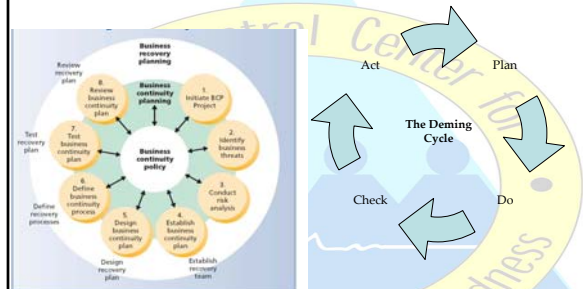 Business
recovery
planning
Review
recovery
plan
8.
Review
business
continuity
plan
Business
continuity
planning
1.
Initiate BCP
Project
2.
Identify
business
threats
3.
Conduct
risk
analysis
4.
Establish
business
continuity
plan
Establish
recovery
team
5.
Design
business
continuity
plan
Design
recovery
plan
6.
Define
business
continuity
process
Define
recovery
processes
7.
Test
business
continuity
plan
Test
recovery
plan
Business
continuity
policy
Act
Plan
The Deming
Cycle
Check
Do
Center for